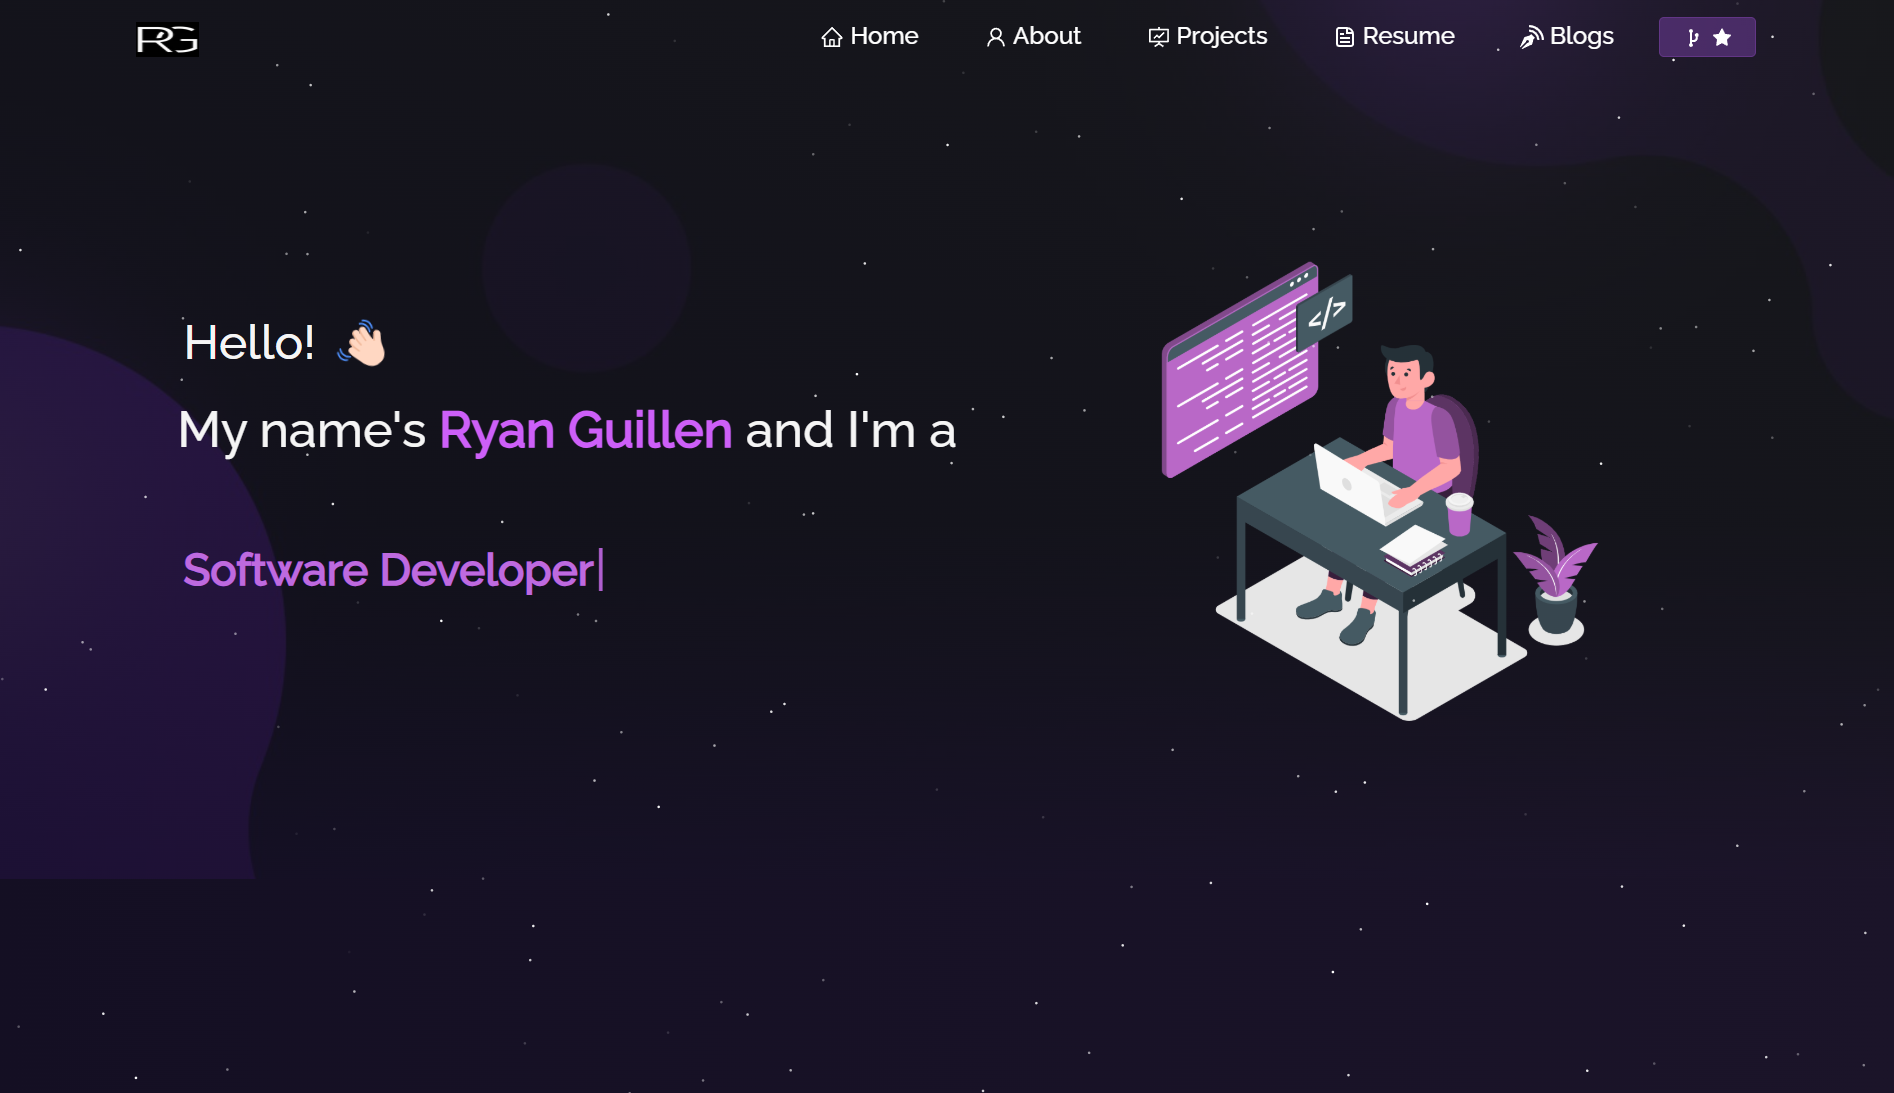 RG
Home
About
Projects
Resume
Blogs
</>
Hello! 👋🏻
My name's Ryan Guillen and I'm a
Software Developer|